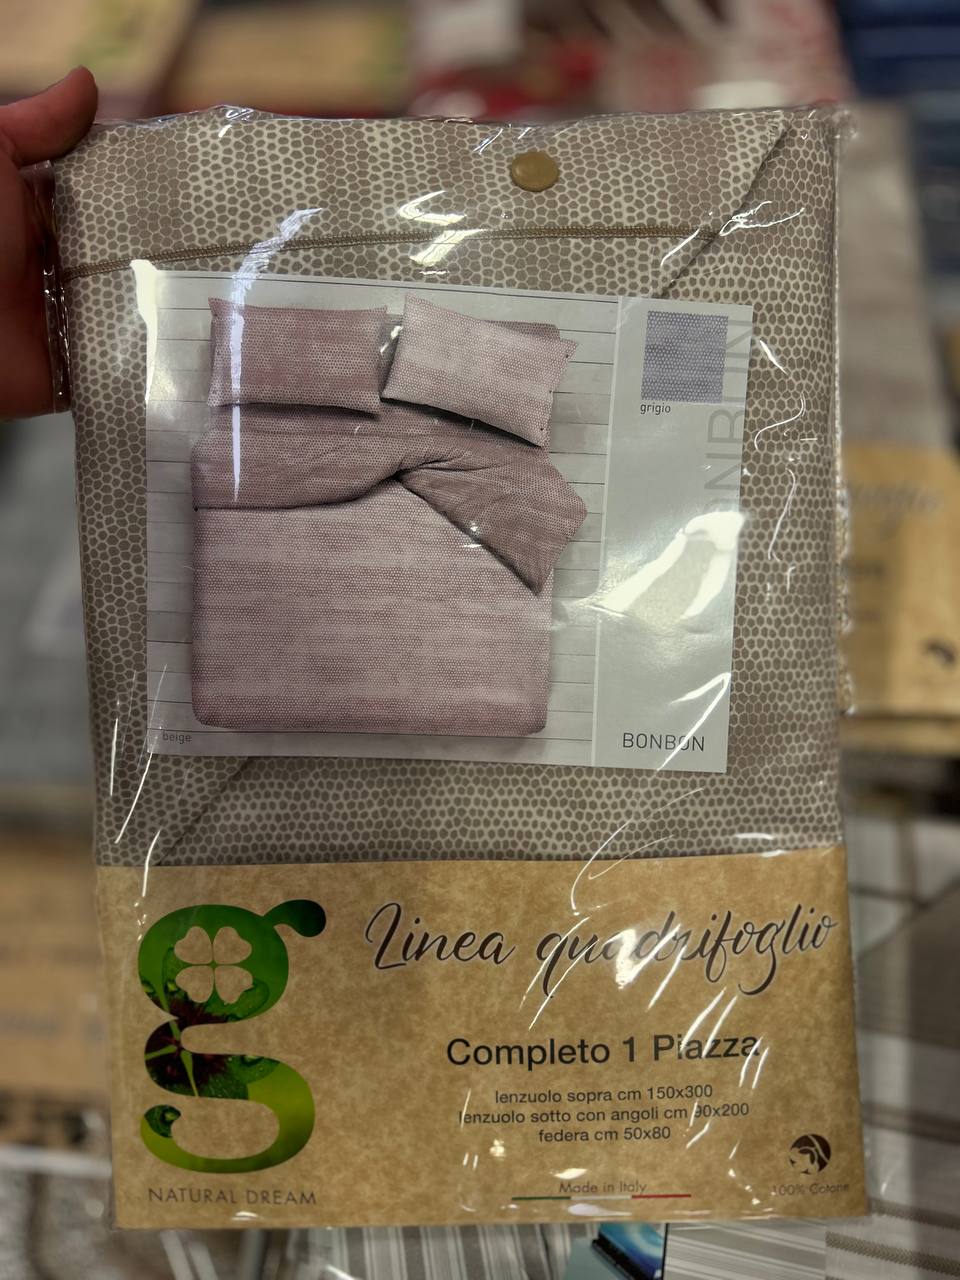 grigio
BONBON
beige
BONBON
Linea quadrifoglio
Completo 1 Piazza
lenzuolo sopra cm 150x300
lenzuolo sotto con angoli cm 90x200
federa cm 50x80
Made in Italy
100% Cotone
g
NATURAL DREAM